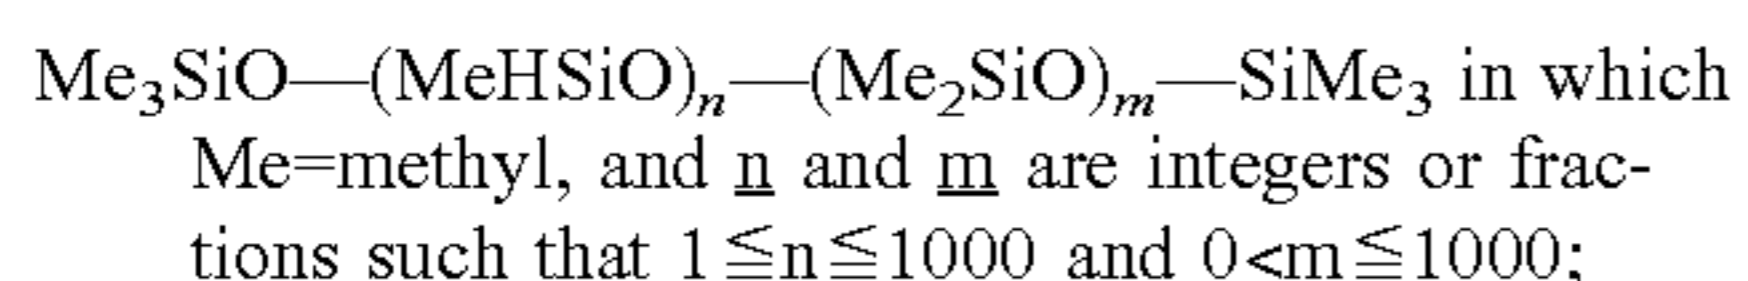 Me₃SiO—(MeHSiO)ₙ—(Me₂SiO)ₘ—SiMe₃ in which
Me=methyl, and n and m are integers or frac-
tions such that 1≦n≦1000 and 0<m≦1000;